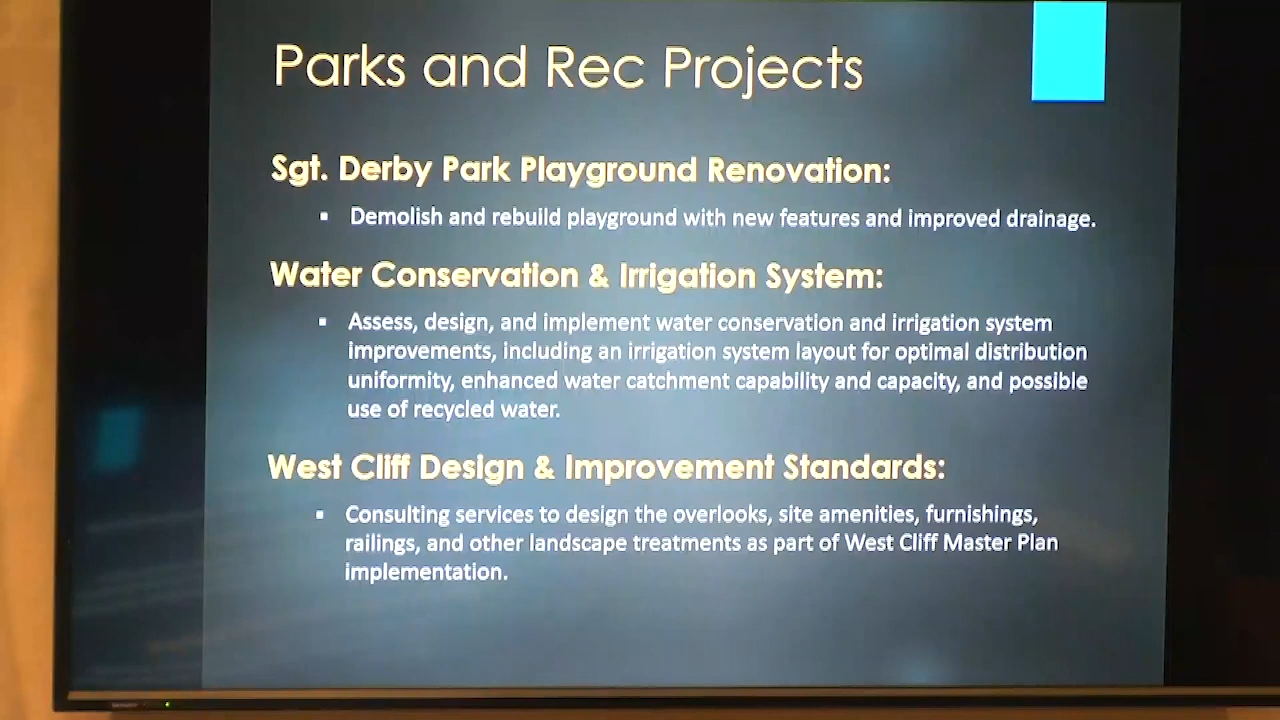 Parks and Rec Projects
Sgt. Derby Park Playground Renovation:
▪ Demolish and rebuild playground with new features and improved drainage.
Water Conservation & Irrigation System:
▪ Assess, design, and implement water conservation and irrigation system
improvements, including an irrigation system layout for optimal distribution
uniformity, enhanced water catchment capability and capacity, and possible
use of recycled water.
West Cliff Design & Improvement Standards:
▪ Consulting services to design the overlooks, site amenities, furnishings,
railings, and other landscape treatments as part of West Cliff Master Plan
implementation.